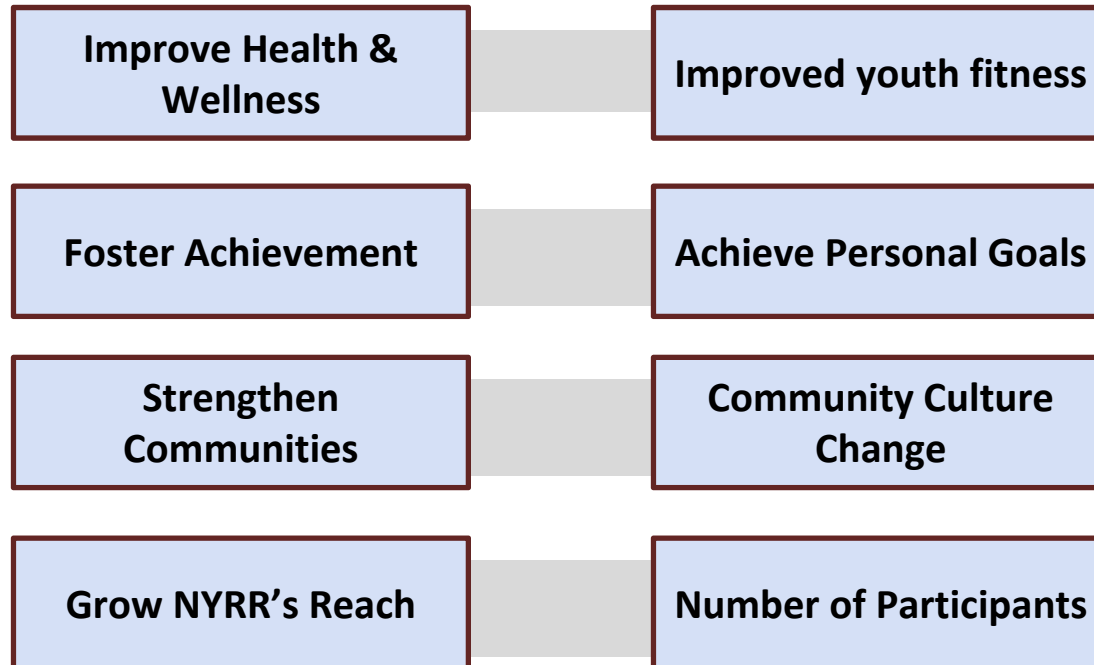 Improve Health &
Wellness
Improved youth fitness
Foster Achievement
Achieve Personal Goals
Strengthen
Communities
Community Culture
Change
Grow NYRR’s Reach
Number of Participants